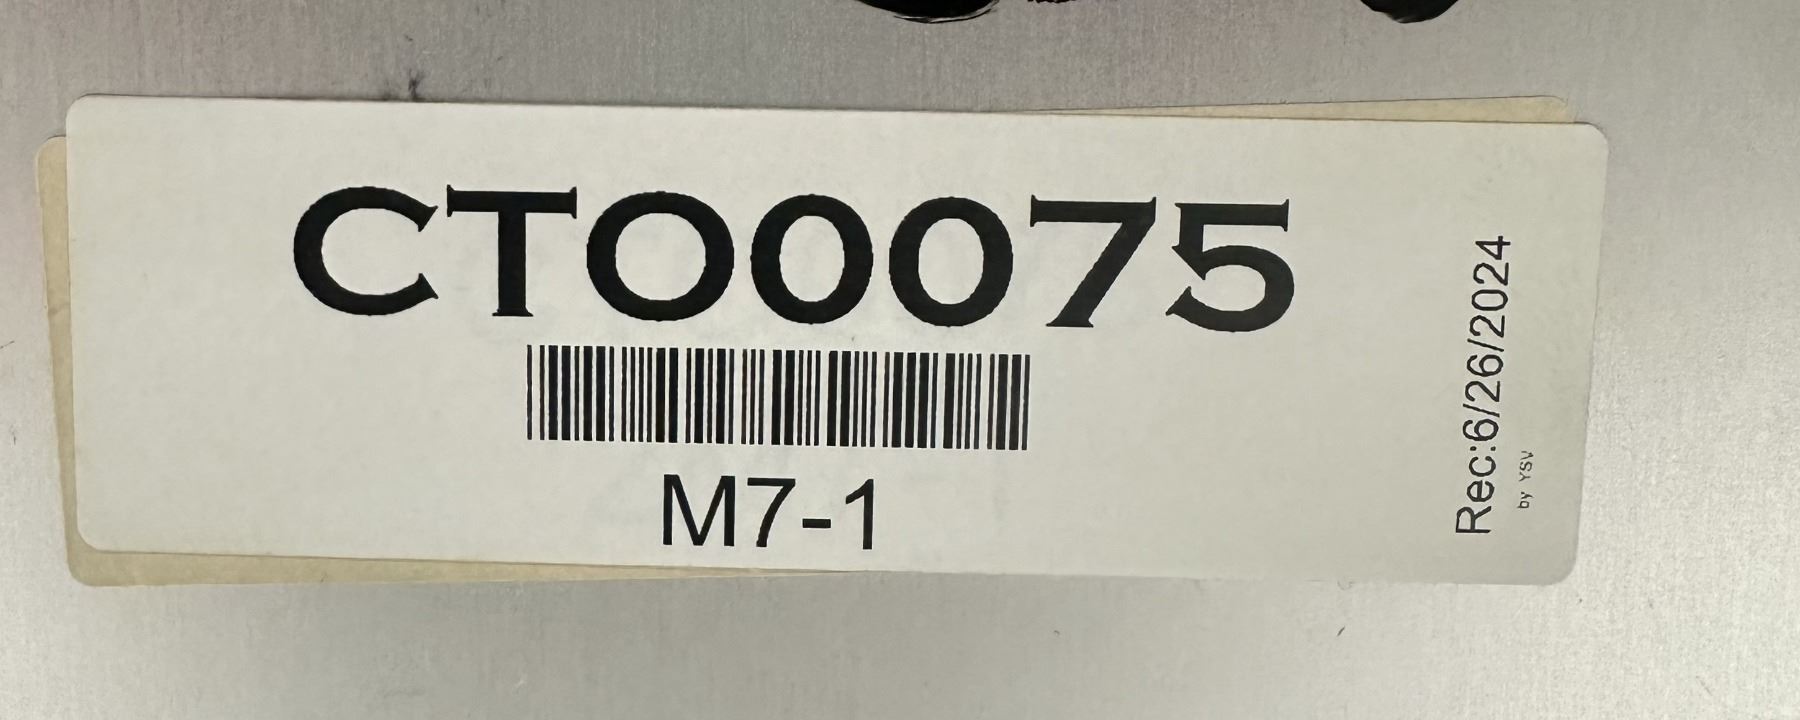 CTO0075
M7-1
Rec:6/26/2024
by YSV